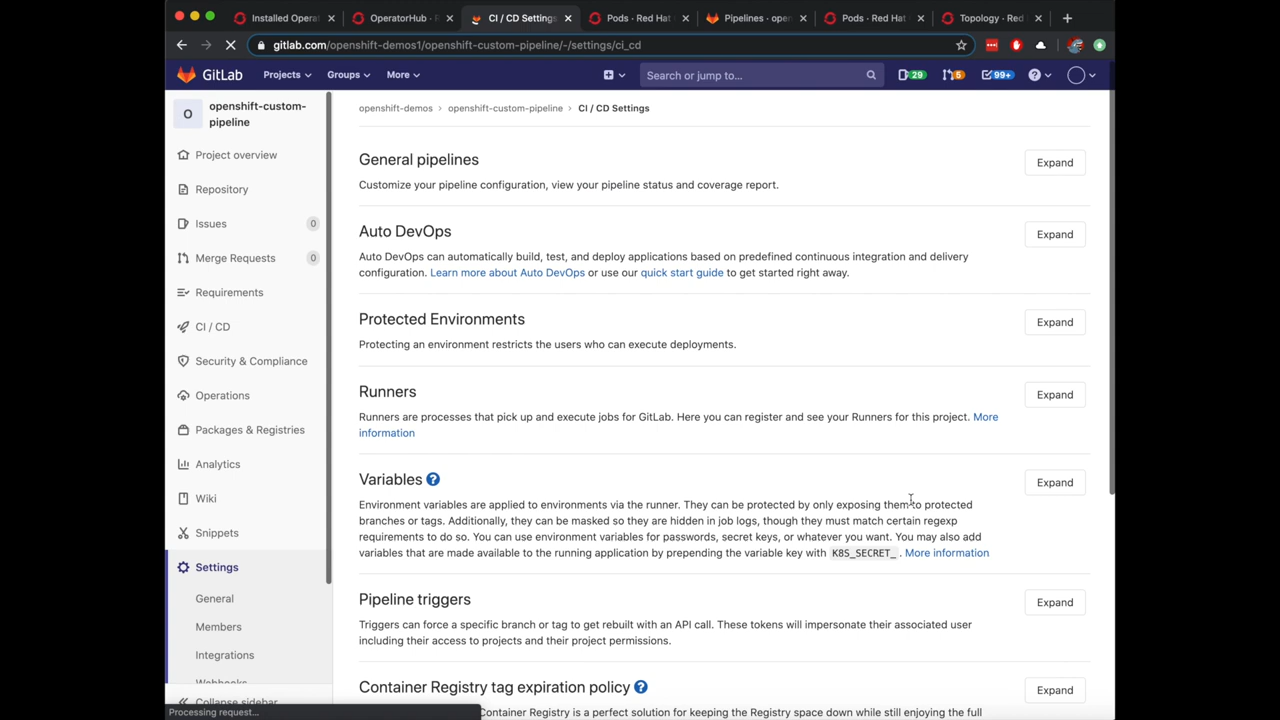 Installed Operat
OperatorHub · R
CI / CD Settings
Pods · Red Hat
Pipelines · open
Pods · Red Hat
Topology · Red
gitlab.com/openshift-demos1/openshift-custom-pipeline/-/settings/ci_cd
GitLab
Projects
Groups
More
Search or jump to...
29
5
99+
O
openshift-custom-
pipeline
Project overview
Repository
Issues 0
Merge Requests 0
Requirements
CI / CD
Security & Compliance
Operations
Packages & Registries
Analytics
Wiki
Snippets
Settings
General
Members
Integrations
Webhooks
Collapse sidebar
Processing request...
openshift-demos › openshift-custom-pipeline › CI / CD Settings
General pipelines
Expand
Customize your pipeline configuration, view your pipeline status and coverage report.
Auto DevOps
Expand
Auto DevOps can automatically build, test, and deploy applications based on predefined continuous integration and delivery
configuration. Learn more about Auto DevOps or use our quick start guide to get started right away.
Protected Environments
Expand
Protecting an environment restricts the users who can execute deployments.
Runners
Expand
Runners are processes that pick up and execute jobs for GitLab. Here you can register and see your Runners for this project. More
information
Variables ?
Expand
Environment variables are applied to environments via the runner. They can be protected by only exposing them to protected
branches or tags. Additionally, they can be masked so they are hidden in job logs, though they must match certain regexp
requirements to do so. You can use environment variables for passwords, secret keys, or whatever you want. You may also add
variables that are made available to the running application by prepending the variable key with K8S_SECRET_ . More information
Pipeline triggers
Expand
Triggers can force a specific branch or tag to get rebuilt with an API call. These tokens will impersonate their associated user
including their access to projects and their project permissions.
Container Registry tag expiration policy ?
Expand
Container Registry is a perfect solution for keeping the Registry space down while still enjoying the full